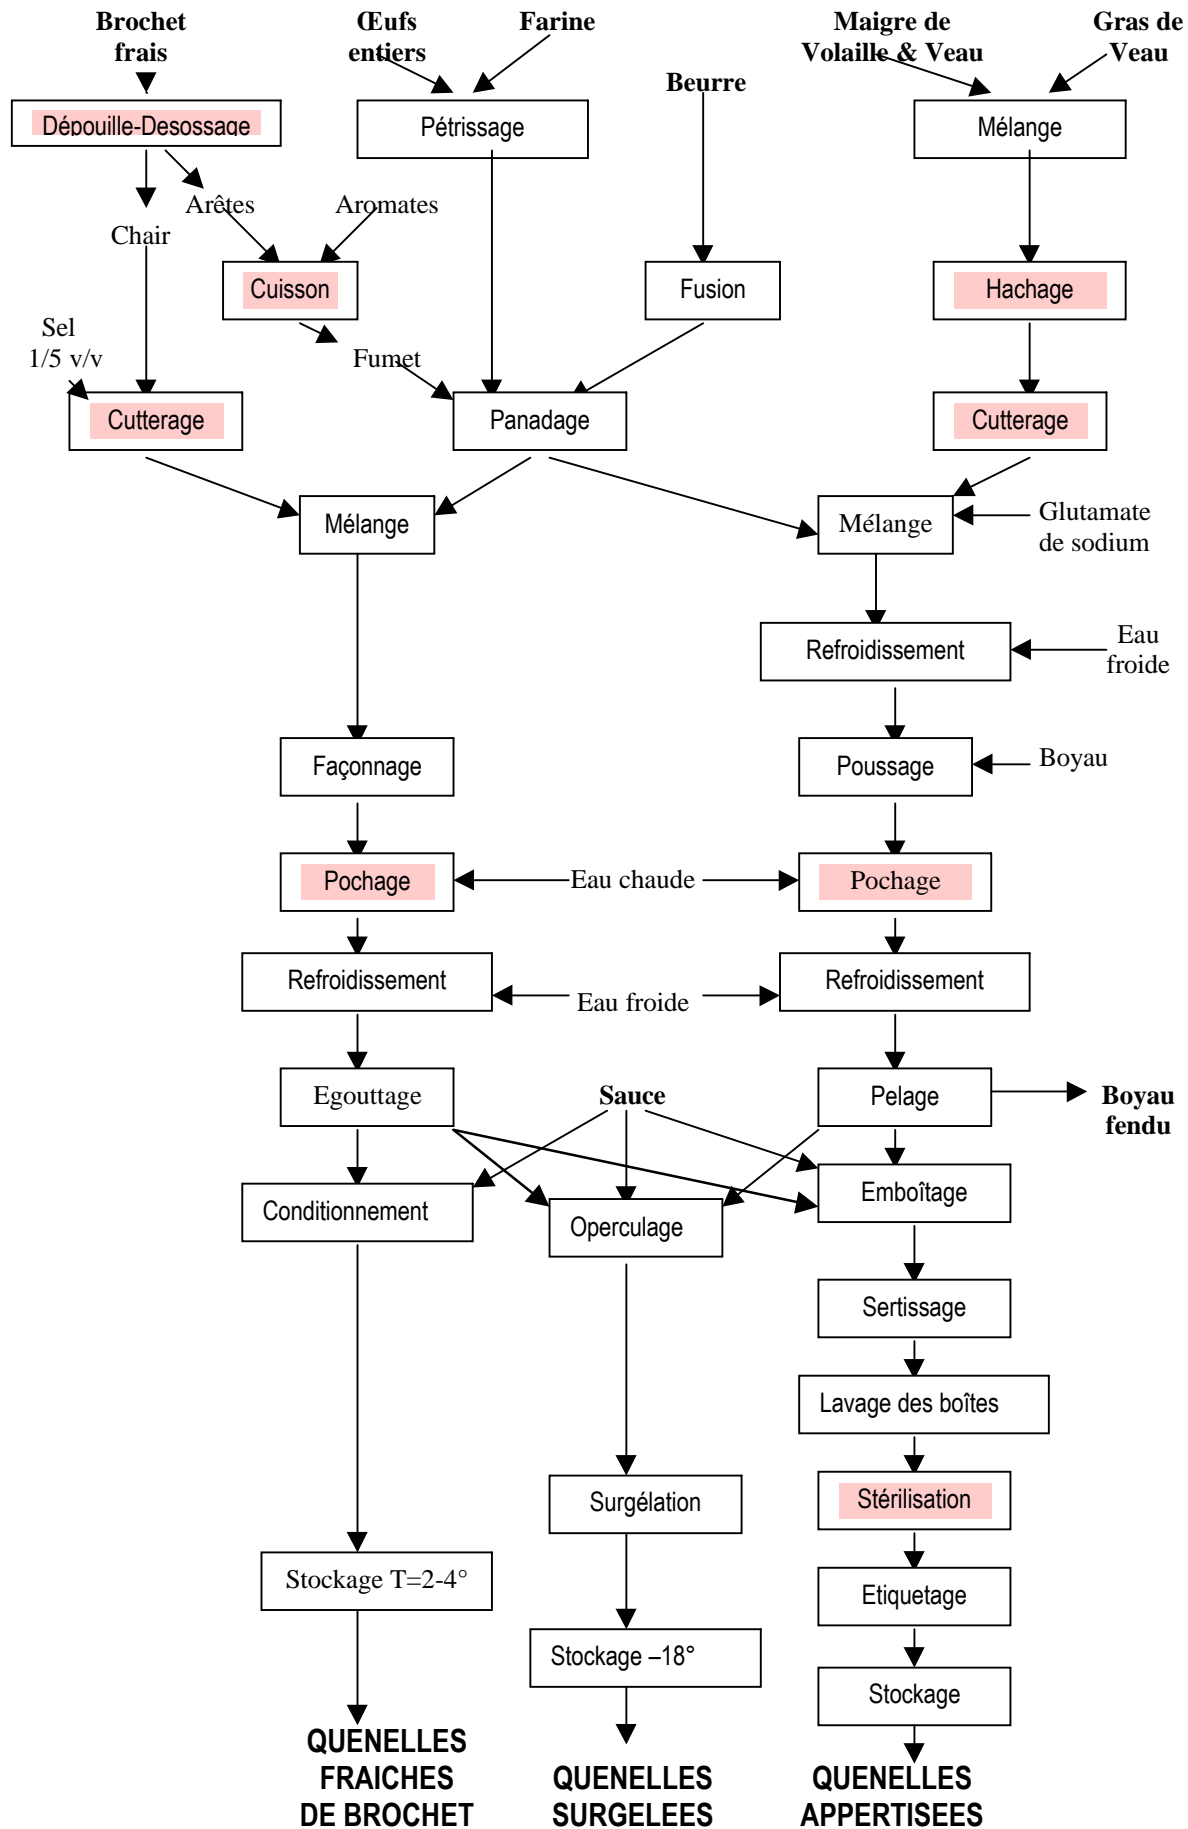 Brochet
frais
Œufs
entiers
Farine
Maigre de
Volaille & Veau
Gras de
Veau
Beurre
Dépouille-Desossage
Pétrissage
Mélange
Arêtes
Aromates
Chair
Cuisson
Fusion
Hachage
Sel
1/5 v/v
Fumet
Cutterage
Panadage
Cutterage
Mélange
Mélange
Glutamate
de sodium
Refroidissement
Eau
froide
Façonnage
Poussage
Boyau
Pochage
Eau chaude
Pochage
Refroidissement
Eau froide
Refroidissement
Egouttage
Sauce
Pelage
Boyau
fendu
Conditionnement
Operculage
Emboîtage
Sertissage
Lavage des boîtes
Surgélation
Stérilisation
Stockage T=2-4°
Etiquetage
Stockage –18°
Stockage
QUENELLES
FRAICHES
DE BROCHET
QUENELLES
SURGELEES
QUENELLES
APPERTISEES